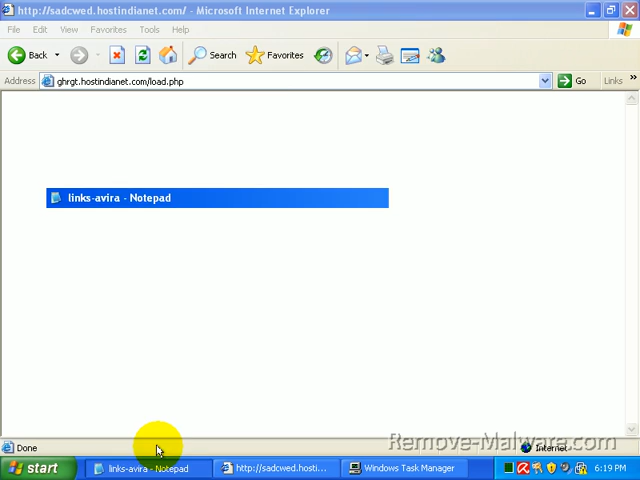 http://sadcwed.hostindianet.com/ - Microsoft Internet Explorer
File Edit View Favorites Tools Help
Back Search Favorites
Address ghrgt.hostindianet.com/load.php Go Links »
links-avira - Notepad
Remove-Malware.com
Done Internet
start links-avira - Notepad http://sadcwed.hosti... Windows Task Manager 6:19 PM